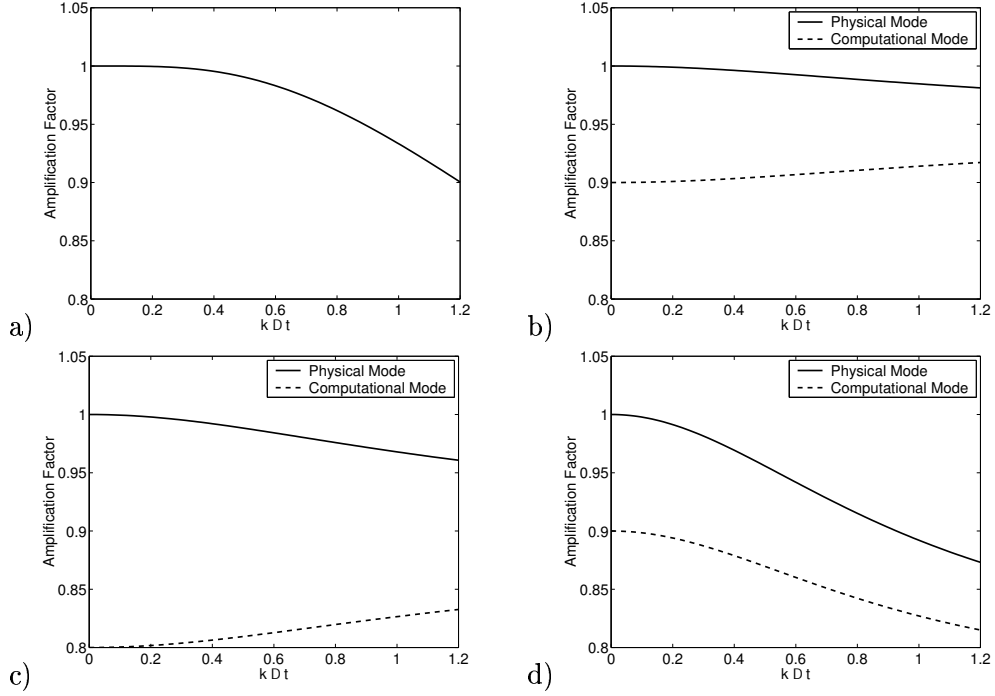 1.05
1
0.95
0.9
0.85
0.8
Amplification Factor
0 0.2 0.4 0.6 0.8 1 1.2
k D t
a)
Physical Mode
Computational Mode
1.05
1
0.95
0.9
0.85
0.8
Amplification Factor
0 0.2 0.4 0.6 0.8 1 1.2
k D t
b)
Physical Mode
Computational Mode
1.05
1
0.95
0.9
0.85
0.8
Amplification Factor
0 0.2 0.4 0.6 0.8 1 1.2
k D t
c)
Physical Mode
Computational Mode
1.05
1
0.95
0.9
0.85
0.8
Amplification Factor
0 0.2 0.4 0.6 0.8 1 1.2
k D t
d)